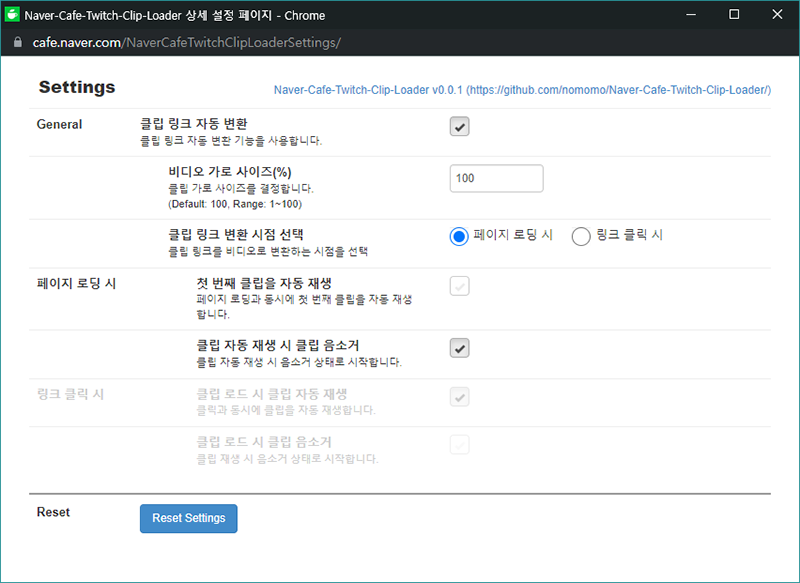 Naver-Cafe-Twitch-Clip-Loader 상세 설정 페이지 - Chrome
cafe.naver.com/NaverCafeTwitchClipLoaderSettings/
Settings
Naver-Cafe-Twitch-Clip-Loader v0.0.1 (https://github.com/nomomo/Naver-Cafe-Twitch-Clip-Loader/)
General
클립 링크 자동 변환
클립 링크 자동 변환 기능을 사용합니다.
비디오 가로 사이즈(%)
클립 가로 사이즈를 결정합니다.
(Default: 100, Range: 1~100)
100
클립 링크 변환 시점 선택
클립 링크를 비디오로 변환하는 시점을 선택
페이지 로딩 시
링크 클릭 시
페이지 로딩 시
첫 번째 클립을 자동 재생
페이지 로딩과 동시에 첫 번째 클립을 자동 재생
합니다.
클립 자동 재생 시 클립 음소거
클립 자동 재생 시 음소거 상태로 시작합니다.
링크 클릭 시
클립 로드 시 클립 자동 재생
클릭과 동시에 클립을 자동 재생합니다.
클립 로드 시 클립 음소거
클립 재생 시 음소거 상태로 시작합니다.
Reset
Reset Settings